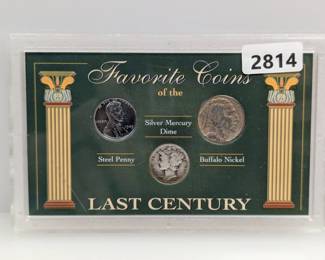 2814
Favorite Coins
of the
Silver Mercury
Dime
Steel Penny
Buffalo Nickel
LAST CENTURY